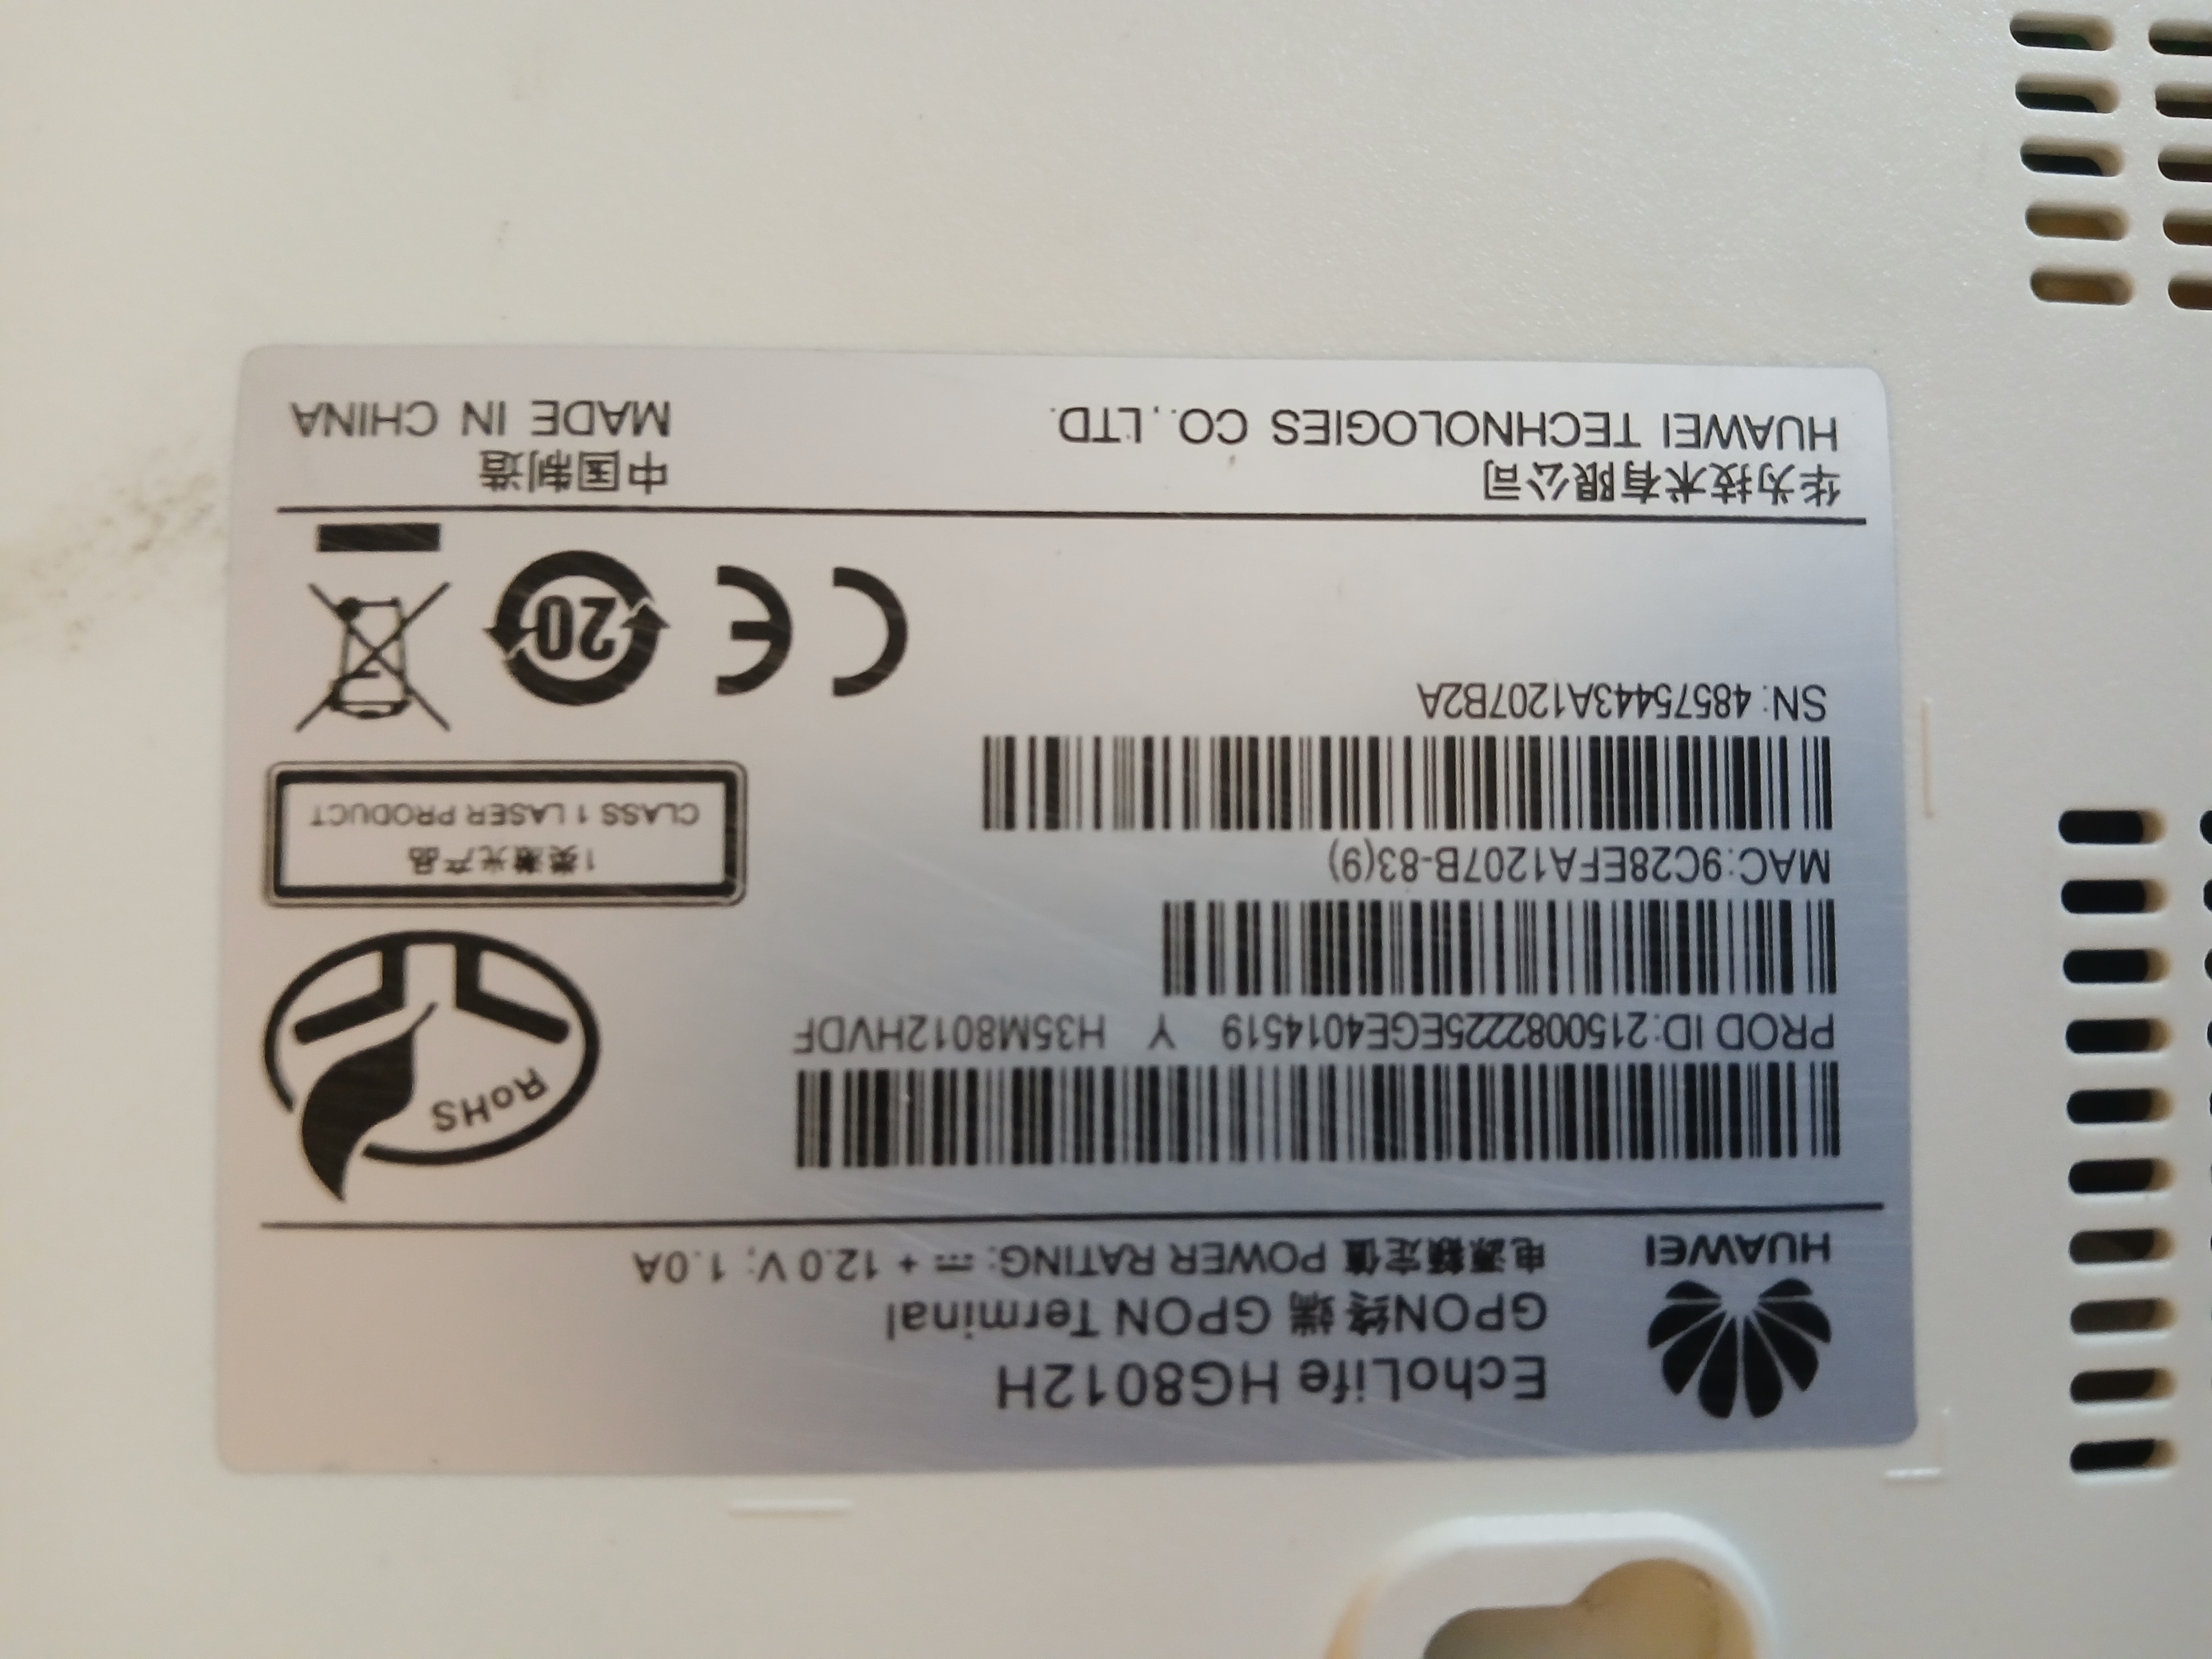 EchoLife HG8012H
GPON终端 GPON Terminal
电源额定值 POWER RATING: ⎓ + 12.0 V; 1.0A
HUAWEI
PROD ID:2150082225EGE4014519 Y H35M8012HVDF
MAC:9C28EFA1207B-83(9)
SN: 48575443A1207B2A
RoHS
1类激光产品
CLASS 1 LASER PRODUCT
CE
20
华为技术有限公司
HUAWEI TECHNOLOGIES CO., LTD.
中国制造
MADE IN CHINA